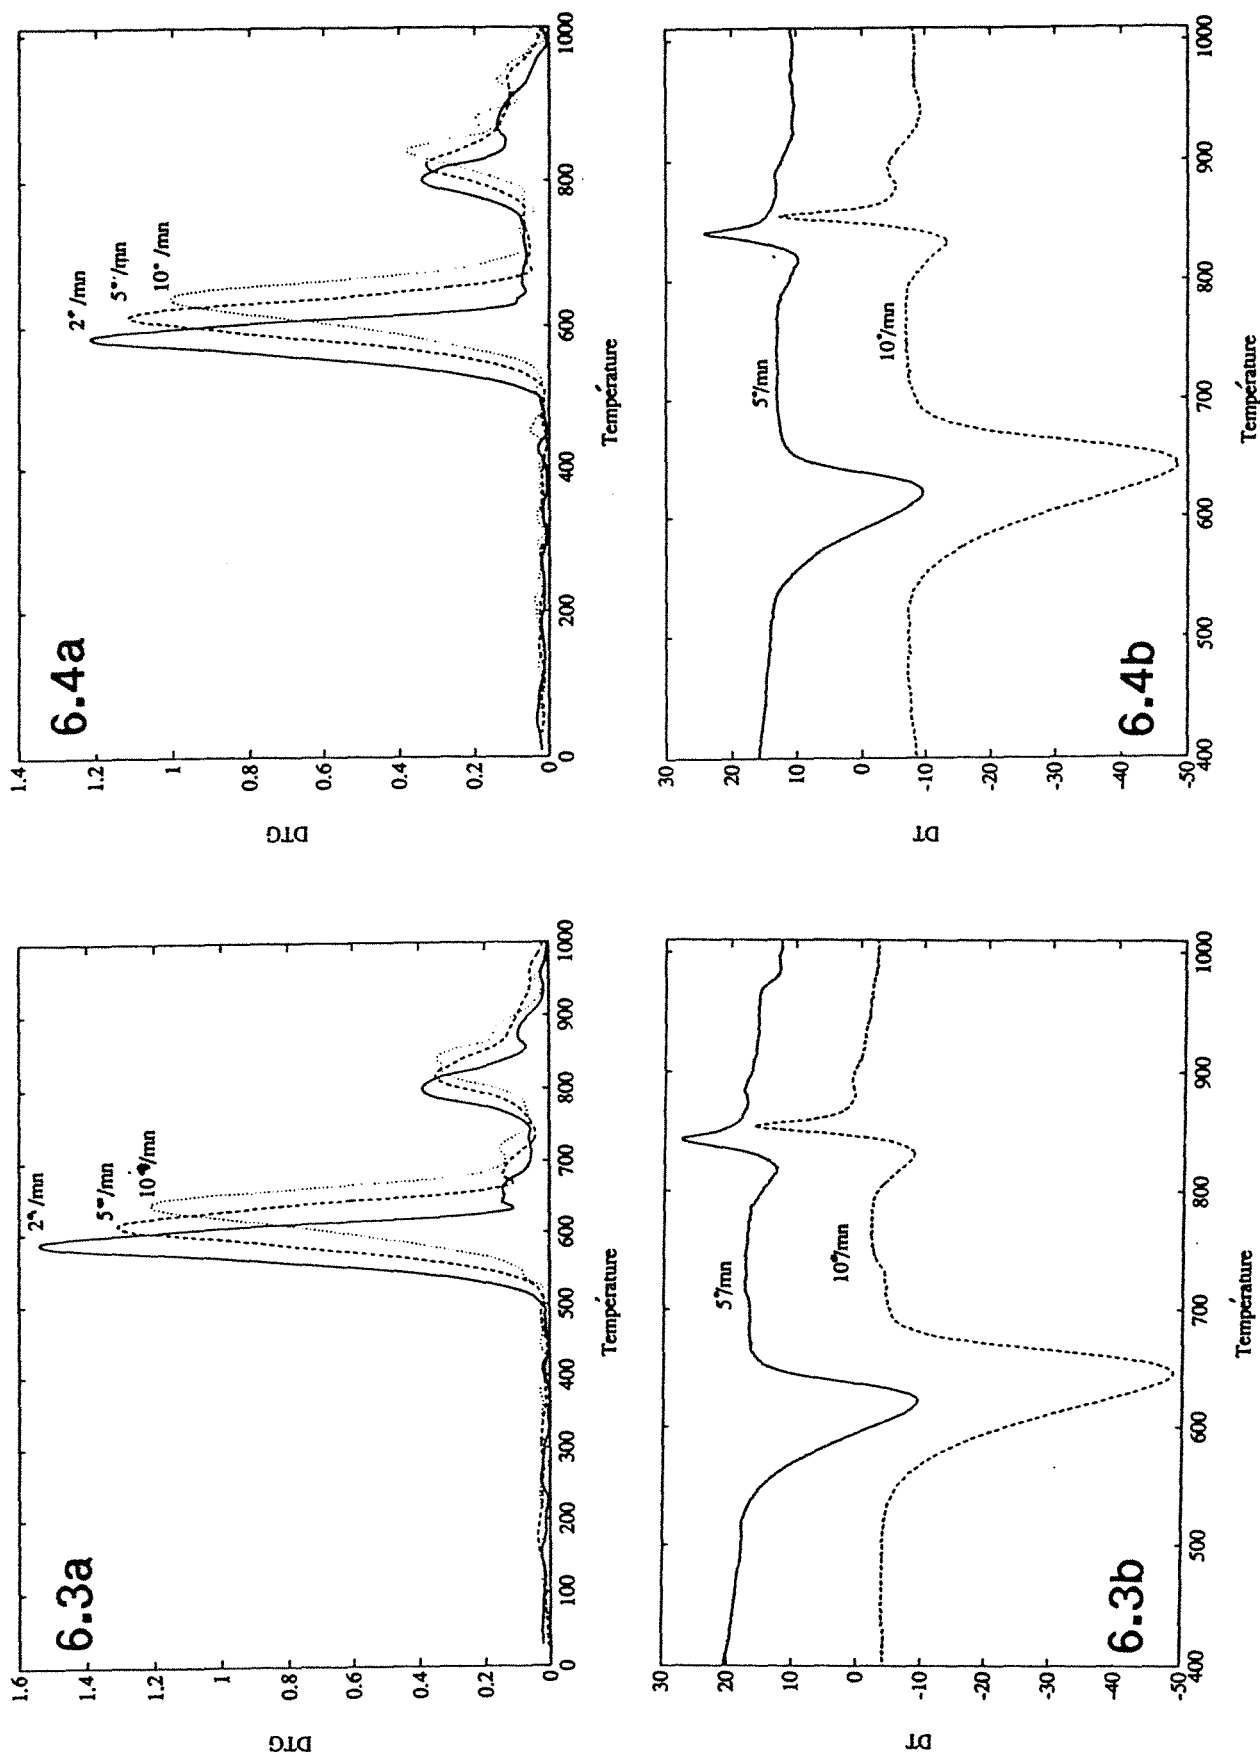 6.3a
DTG
1.6
1.4
1.2
1
0.8
0.6
0.4
0.2
0
2°/mn
5°/mn
10°/mn
0 100 200 300 400 500 600 700 800 900 1000
Température
6.3b
DT
30
20
10
0
-10
-20
-30
-40
-50
5°/mn
10°/mn
400 500 600 700 800 900 1000
Température
6.4a
DTG
1.4
1.2
1
0.8
0.6
0.4
0.2
0
2°/mn
5°/mn
10°/mn
0 200 400 600 800 1000
Température
6.4b
DT
30
20
10
0
-10
-20
-30
-40
-50
5°/mn
10°/mn
400 500 600 700 800 900 1000
Température